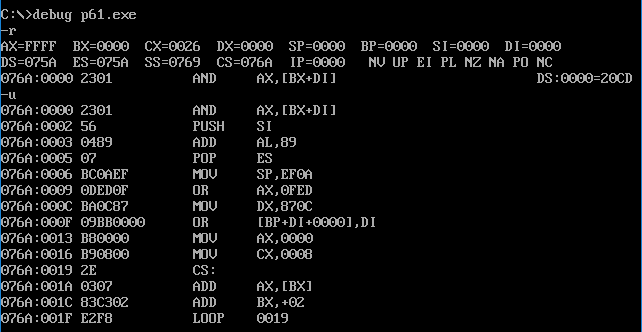 C:\>debug p61.exe
-r
AX=FFFF BX=0000 CX=0026 DX=0000 SP=0000 BP=0000 SI=0000 DI=0000
DS=075A ES=075A SS=0769 CS=076A IP=0000 NV UP EI PL NZ NA PO NC
076A:0000 2301 AND AX,[BX+DI] DS:0000=20CD
-u
076A:0000 2301 AND AX,[BX+DI]
076A:0002 56 PUSH SI
076A:0003 0489 ADD AL,89
076A:0005 07 POP ES
076A:0006 BC0AEF MOV SP,EF0A
076A:0009 0DED0F OR AX,0FED
076A:000C BA0C87 MOV DX,870C
076A:000F 09BB0000 OR [BP+DI+0000],DI
076A:0013 B80000 MOV AX,0000
076A:0016 B90800 MOV CX,0008
076A:0019 2E CS:
076A:001A 0307 ADD AX,[BX]
076A:001C 83C302 ADD BX,+02
076A:001F E2F8 LOOP 0019